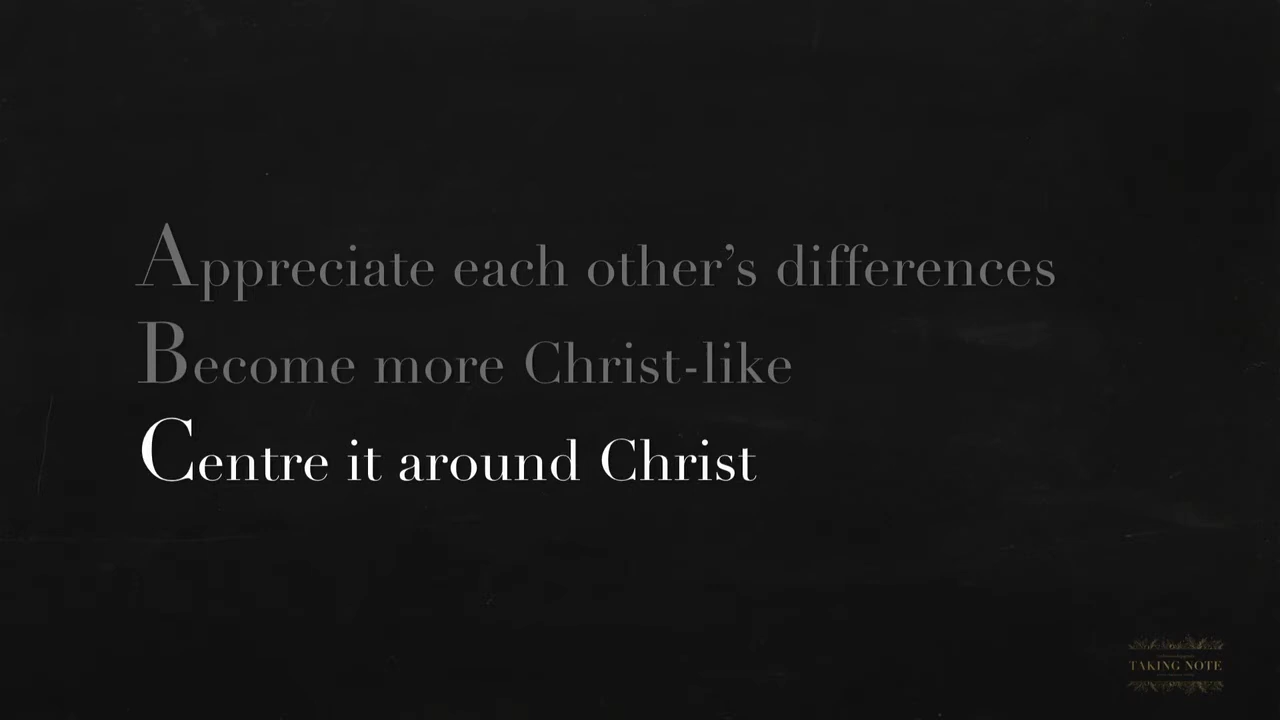 Appreciate each other’s differences
Become more Christ-like
Centre it around Christ
TAKING NOTE